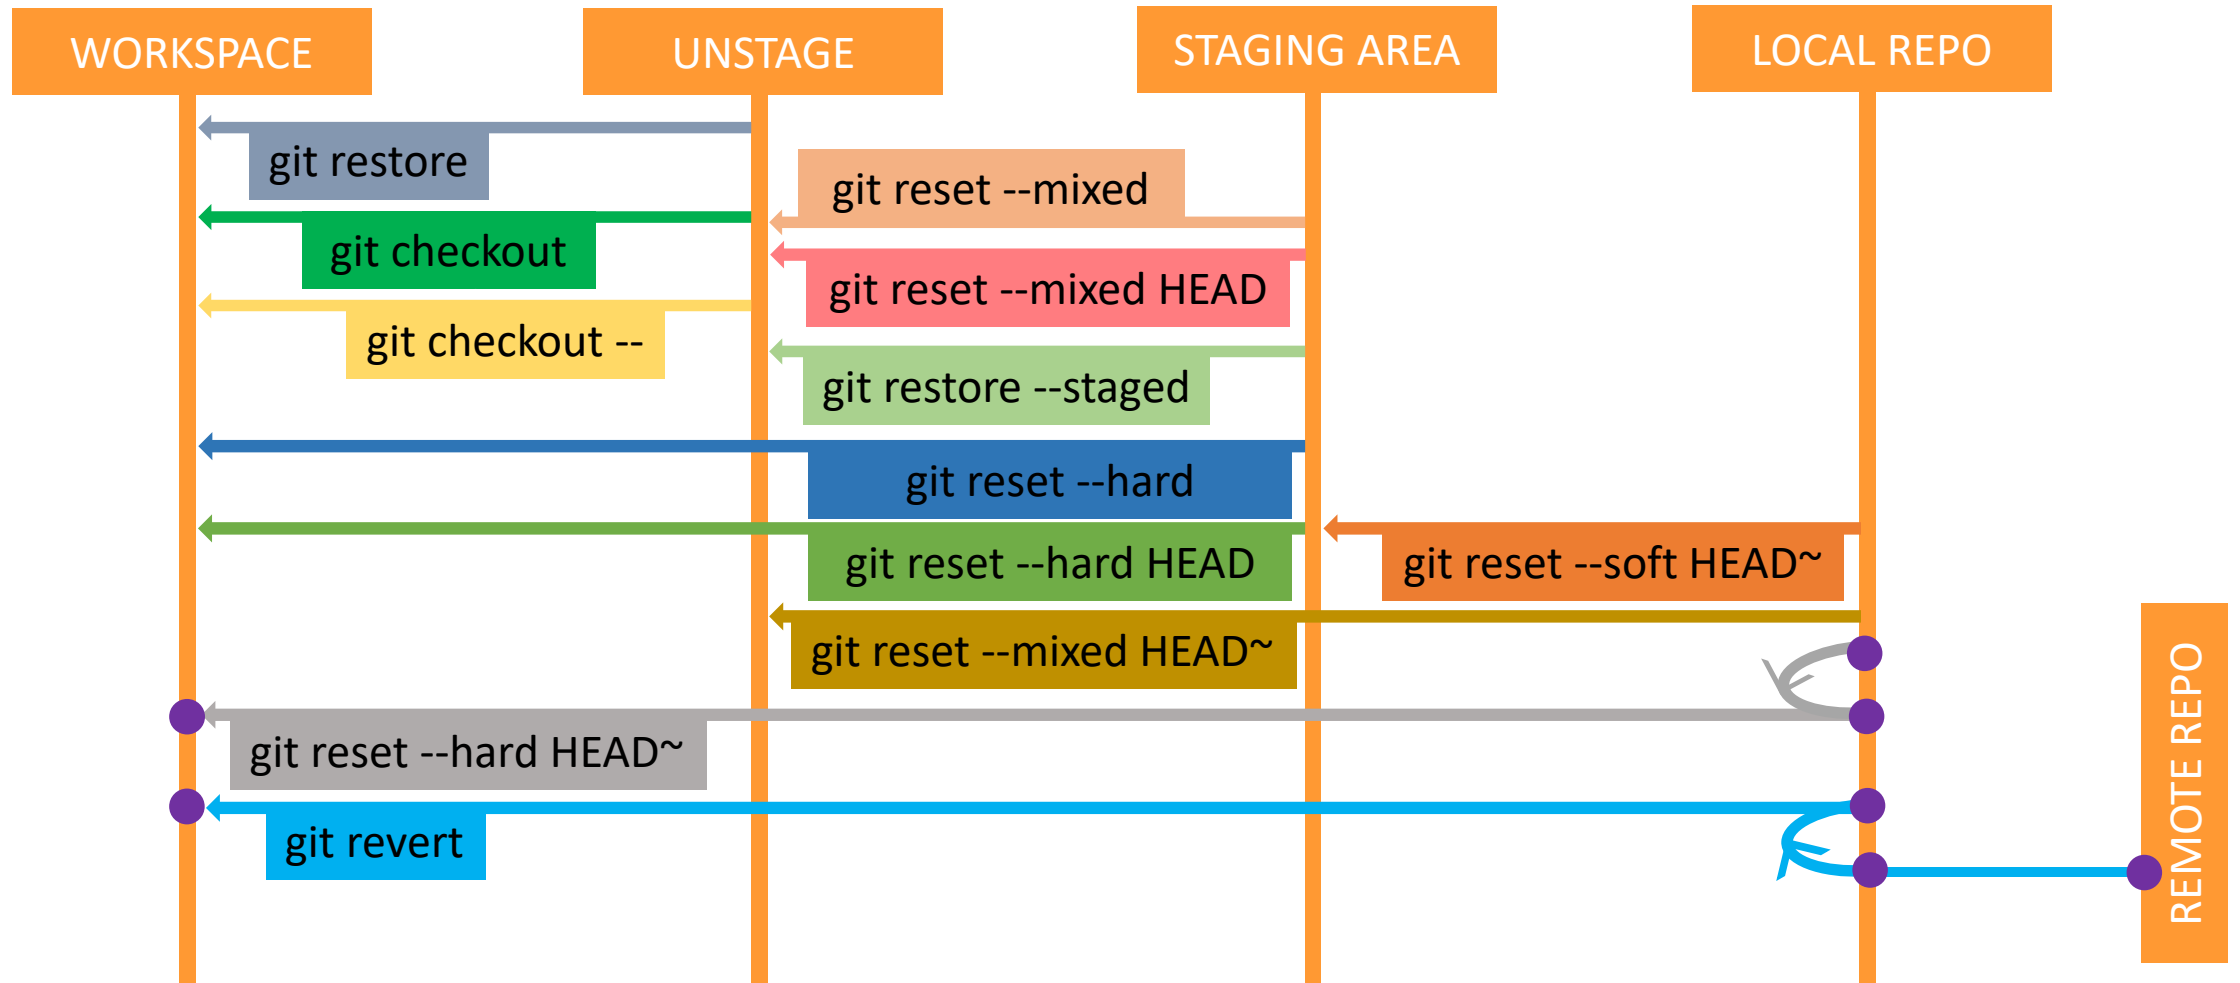 WORKSPACE
UNSTAGE
STAGING AREA
LOCAL REPO
git restore
git reset --mixed
git checkout
git reset --mixed HEAD
git checkout --
git restore --staged
git reset --hard
git reset --hard HEAD
git reset --soft HEAD~
git reset --mixed HEAD~
git reset --hard HEAD~
git revert
REMOTE REPO